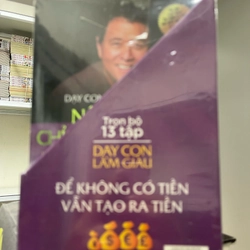 DẠY CON
Trọn bộ
13 tập
DẠY CON
LÀM GIÀU
ĐỂ KHÔNG CÓ TIỀN
VẪN TẠO RA TIỀN